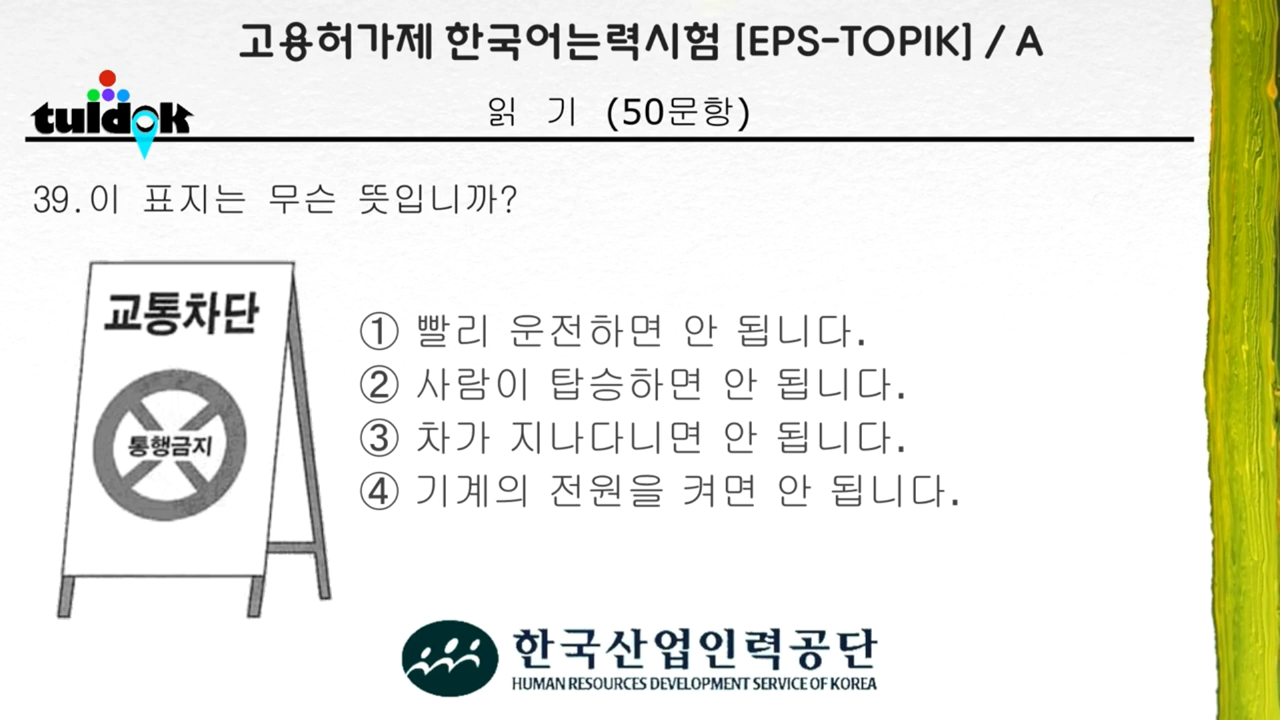 고용허가제 한국어능력시험 [EPS-TOPIK] / A
tuidok
읽 기 (50문항)
39.이 표지는 무슨 뜻입니까?
교통차단
통행금지
① 빨리 운전하면 안 됩니다.
② 사람이 탑승하면 안 됩니다.
③ 차가 지나다니면 안 됩니다.
④ 기계의 전원을 켜면 안 됩니다.
한국산업인력공단
HUMAN RESOURCES DEVELOPMENT SERVICE OF KOREA